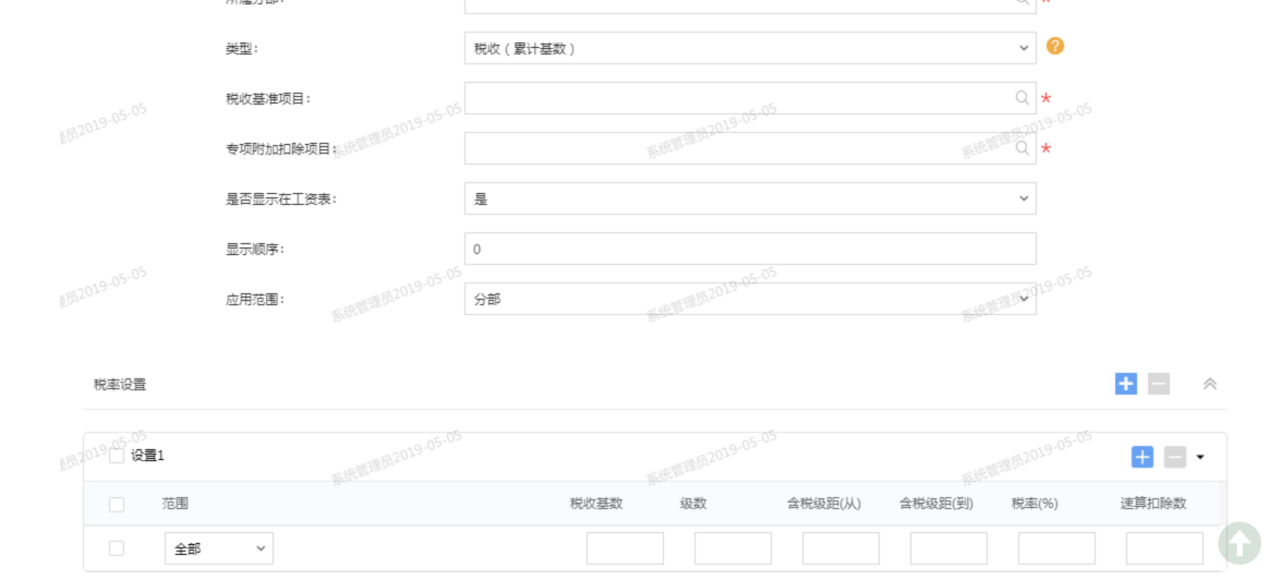 所属分部：
类型： 税收（累计基数）
税收基准项目：
专项附加扣除项目：
是否显示在工资表： 是
显示顺序： 0
应用范围： 分部
税率设置
设置1
范围 税收基数 级数 含税级距(从) 含税级距(到) 税率(%) 速算扣除数
全部
系统管理员2019-05-05